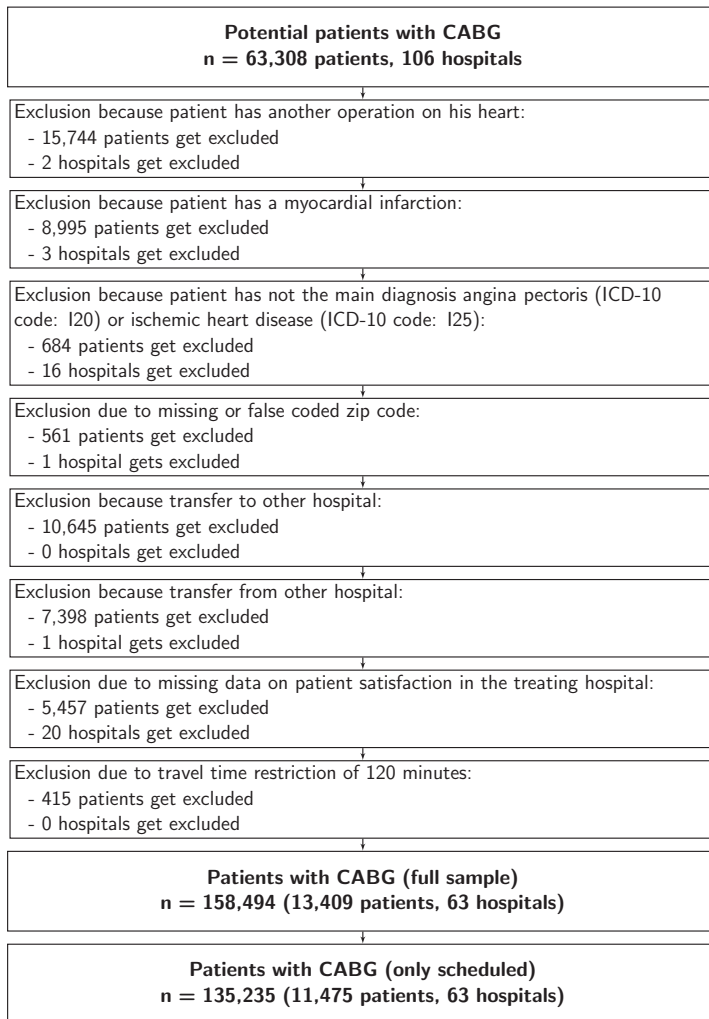 Potential patients with CABG
n = 63,308 patients, 106 hospitals
Exclusion because patient has another operation on his heart:
- 15,744 patients get excluded
- 2 hospitals get excluded
Exclusion because patient has a myocardial infarction:
- 8,995 patients get excluded
- 3 hospitals get excluded
Exclusion because patient has not the main diagnosis angina pectoris (ICD-10
code: I20) or ischemic heart disease (ICD-10 code: I25):
- 684 patients get excluded
- 16 hospitals get excluded
Exclusion due to missing or false coded zip code:
- 561 patients get excluded
- 1 hospital gets excluded
Exclusion because transfer to other hospital:
- 10,645 patients get excluded
- 0 hospitals get excluded
Exclusion because transfer from other hospital:
- 7,398 patients get excluded
- 1 hospital gets excluded
Exclusion due to missing data on patient satisfaction in the treating hospital:
- 5,457 patients get excluded
- 20 hospitals get excluded
Exclusion due to travel time restriction of 120 minutes:
- 415 patients get excluded
- 0 hospitals get excluded
Patients with CABG (full sample)
n = 158,494 (13,409 patients, 63 hospitals)
Patients with CABG (only scheduled)
n = 135,235 (11,475 patients, 63 hospitals)